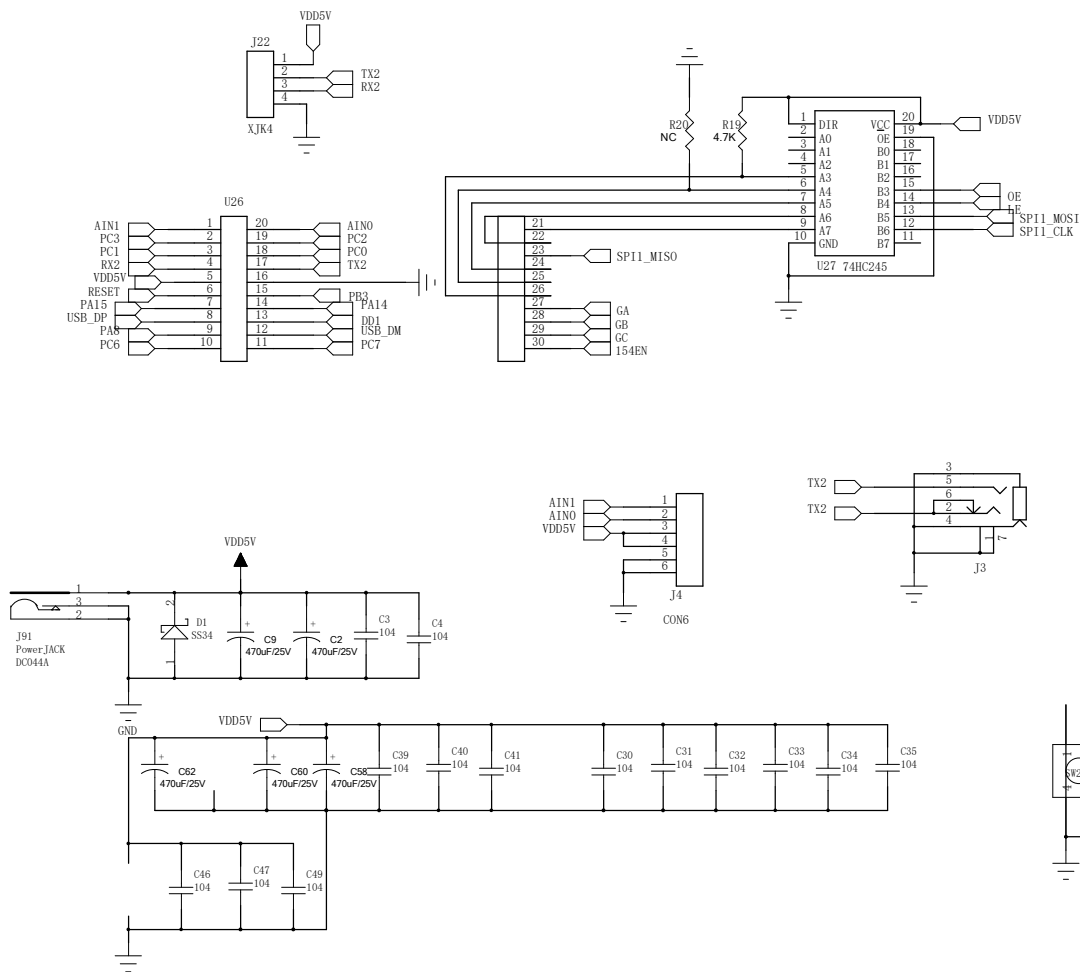 VDD5V
J22
1
2
3
4
TX2
RX2
XJK4
R20
NC
R19
4.7K
1
2
3
4
5
6
7
8
9
10
DIR
A0
A1
A2
A3
A4
A5
A6
A7
GND
VCC
OE
B0
B1
B2
B3
B4
B5
B6
B7
20
19
18
17
16
15
14
13
12
11
VDD5V
OE
LE
SPI1_MOSI
SPI1_CLK
U27 74HC245
U26
AIN1 1 20 AIN0
PC3 2 19 PC2
PC1 3 18 PC0
RX2 4 17 TX2
VDD5V 5 16
RESET 6 15 PB3
PA15 7 14 PA14
USB_DP 8 13 DD1
PA8 9 12 USB_DM
PC6 10 11 PC7
21
22
23 SPI1_MISO
24
25
26
27 GA
28 GB
29 GC
30 154EN
AIN1 1
AIN0 2
VDD5V 3
4
5
6
J4
CON6
TX2
TX2
3
5
6
2
4
1
7
J3
VDD5V
1
3
2
J91
PowerJACK
DC044A
2
D1
SS34
1
C9
470uF/25V
C2
470uF/25V
C3
104
C4
104
GND
VDD5V
C62
470uF/25V
C60
470uF/25V
C58
470uF/25V
C39
104
C40
104
C41
104
C30
104
C31
104
C32
104
C33
104
C34
104
C35
104
1
SW2
4
C46
104
C47
104
C49
104